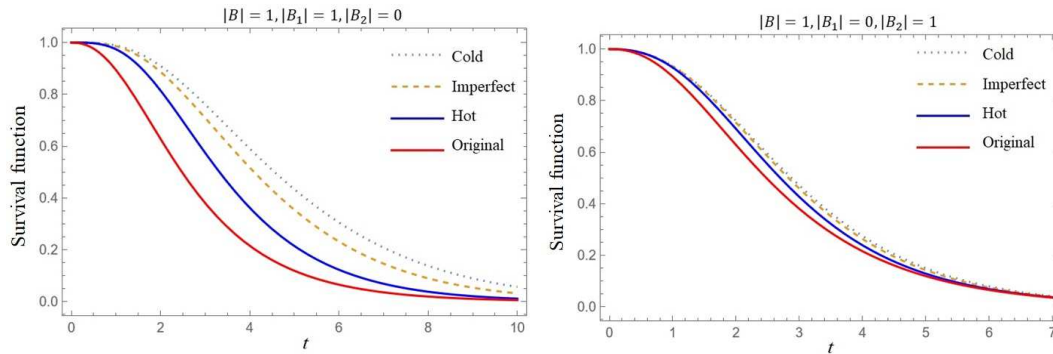 |B| = 1, |B₁| = 1, |B₂| = 0
Survival function
1.0
0.8
0.6
0.4
0.2
0.0
Cold
Imperfect
Hot
Original
0 2 4 6 8 10
t
|B| = 1, |B₁| = 0, |B₂| = 1
Survival function
1.0
0.8
0.6
0.4
0.2
0.0
Cold
Imperfect
Hot
Original
0 1 2 3 4 5 6 7
t